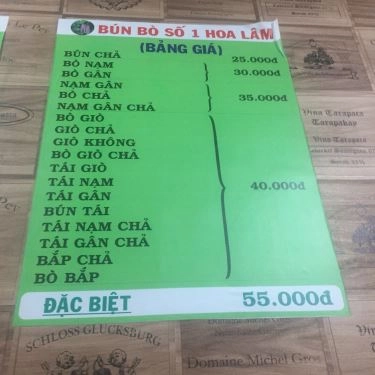 BÚN BÒ SỐ 1 HOA LÂM
(BẢNG GIÁ)
BÚN CHẢ 25.000đ
BÒ NẠM
BÒ GÂN 30.000đ
NẠM GÂN
BÒ CHẢ 35.000đ
NẠM GÂN CHẢ
BÒ GIÒ
GIÒ CHẢ
GIÒ KHÔNG
BÒ GIÒ CHẢ
TÁI GIÒ
TÁI NẠM 40.000đ
TÁI GÂN
BÚN TÁI
TÁI NẠM CHẢ
TÁI GÂN CHẢ
BẮP CHẢ
BÒ BẮP
ĐẶC BIỆT 55.000đ
Vina Tarapaca
Tarapakay
SCHLOSS GLUCKSBURG
Domaine Michel Gros